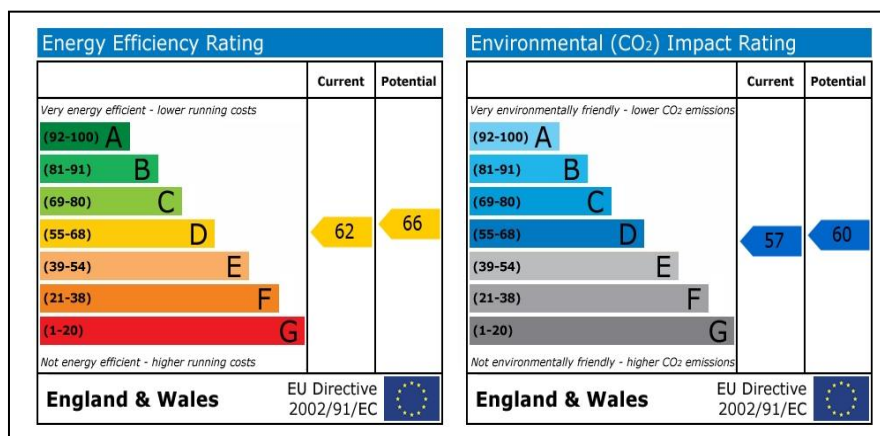 Energy Efficiency Rating
Current Potential
Very energy efficient - lower running costs
(92-100) A
(81-91) B
(69-80) C
(55-68) D
62
66
(39-54) E
(21-38) F
(1-20) G
Not energy efficient - higher running costs
England & Wales
EU Directive
2002/91/EC
Environmental (CO₂) Impact Rating
Current Potential
Very environmentally friendly - lower CO₂ emissions
(92-100) A
(81-91) B
(69-80) C
(55-68) D
57
60
(39-54) E
(21-38) F
(1-20) G
Not environmentally friendly - higher CO₂ emissions
England & Wales
EU Directive
2002/91/EC